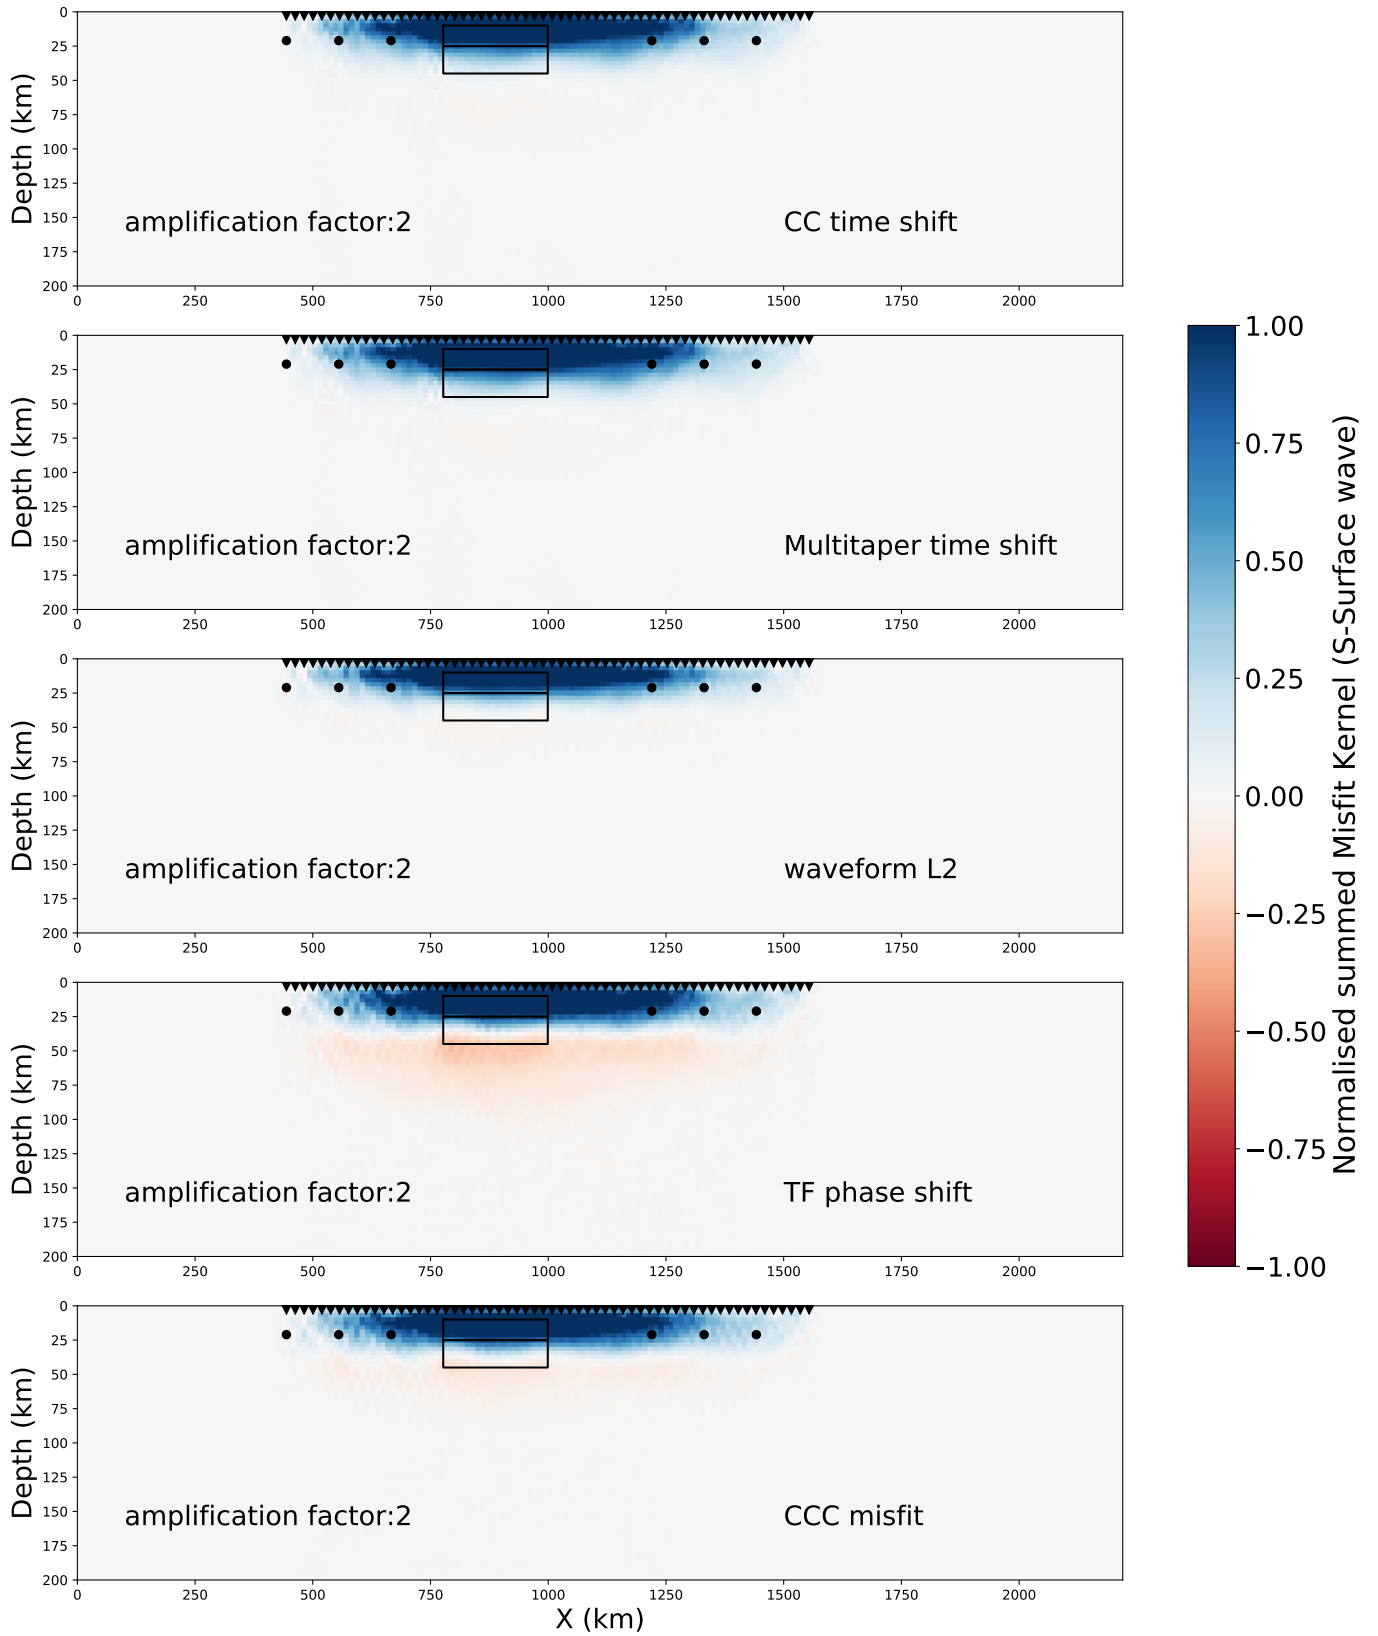 0
25
50
75
100
125
150
175
200
Depth (km)
amplification factor:2
CC time shift
0 250 500 750 1000 1250 1500 1750 2000
0
25
50
75
100
125
150
175
200
Depth (km)
amplification factor:2
Multitaper time shift
0 250 500 750 1000 1250 1500 1750 2000
0
25
50
75
100
125
150
175
200
Depth (km)
amplification factor:2
waveform L2
0 250 500 750 1000 1250 1500 1750 2000
0
25
50
75
100
125
150
175
200
Depth (km)
amplification factor:2
TF phase shift
0 250 500 750 1000 1250 1500 1750 2000
0
25
50
75
100
125
150
175
200
Depth (km)
amplification factor:2
CCC misfit
0 250 500 750 1000 1250 1500 1750 2000
X (km)
1.00
0.75
0.50
0.25
0.00
−0.25
−0.50
−0.75
−1.00
Normalised summed Misfit Kernel (S-Surface wave)